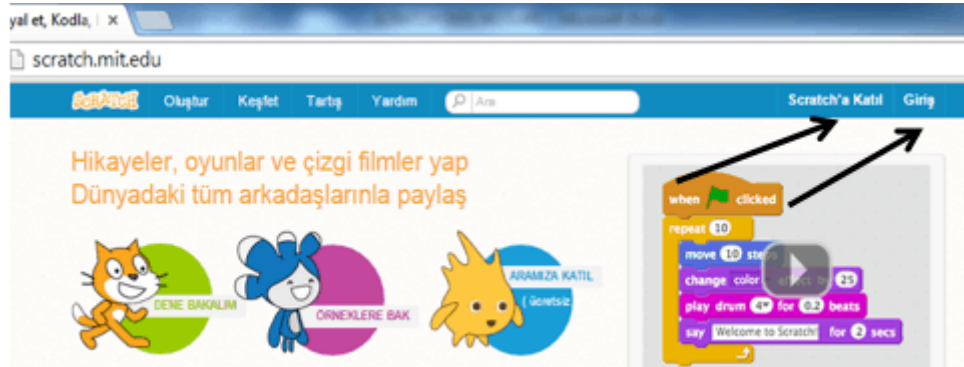 yal et, Kodla,
scratch.mit.edu
SCRATCH Oluştur Keşfet Tartış Yardım Ara Scratch'a Katıl Giriş
Hikayeler, oyunlar ve çizgi filmler yap
Dünyadaki tüm arkadaşlarınla paylaş
DENE BAKALIM
ÖRNEKLERE BAK
ARAMIZA KATIL
( ücretsiz
when clicked
repeat 10
move 10 steps
change color effect by 25
play drum 4 for 0.2 beats
say Welcome to Scratch! for 2 secs